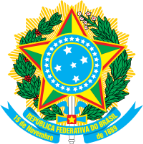 REPÚBLICA FEDERATIVA DO BRASIL
15 de Novembro
de 1889